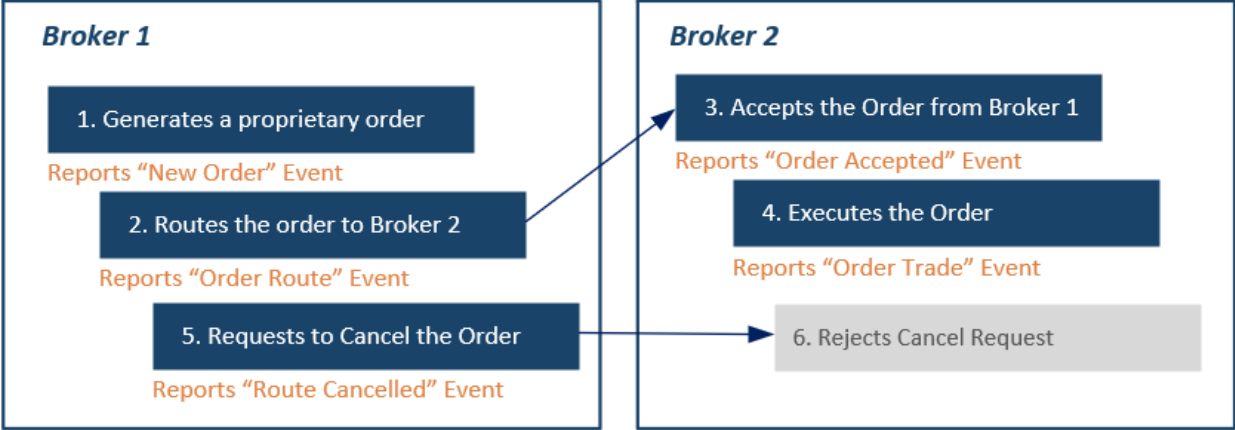 Broker 1
1. Generates a proprietary order
Reports “New Order” Event
2. Routes the order to Broker 2
Reports “Order Route” Event
5. Requests to Cancel the Order
Reports “Route Cancelled” Event
Broker 2
3. Accepts the Order from Broker 1
Reports “Order Accepted” Event
4. Executes the Order
Reports “Order Trade” Event
6. Rejects Cancel Request